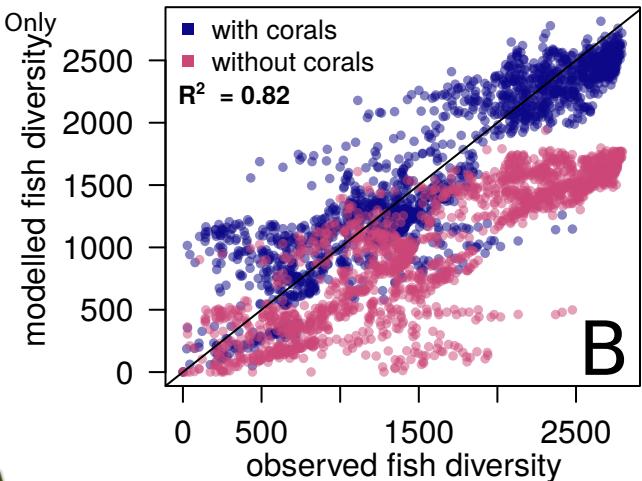 Only
with corals
without corals
R² = 0.82
modelled fish diversity
2500
2000
1500
1000
500
0
B
0 500 1500 2500
observed fish diversity